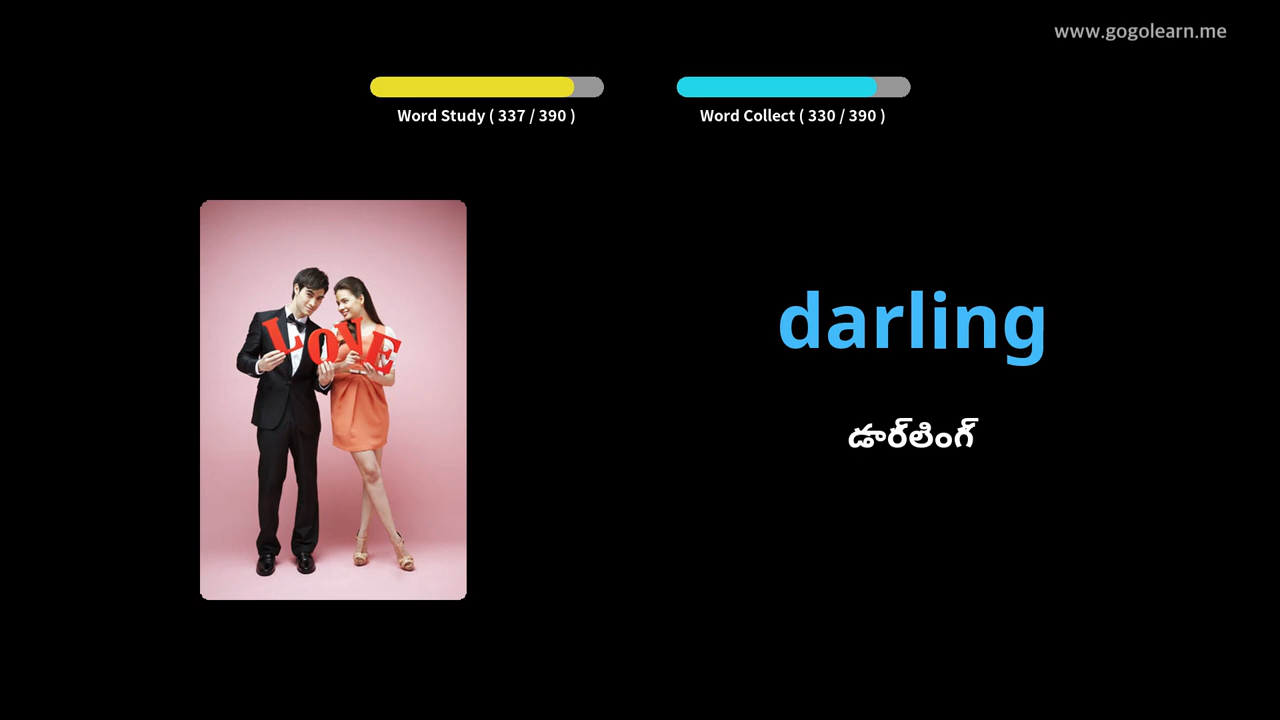 www.gogolearn.me
Word Study ( 337 / 390 )
Word Collect ( 330 / 390 )
LOVE
darling
డార్లింగ్